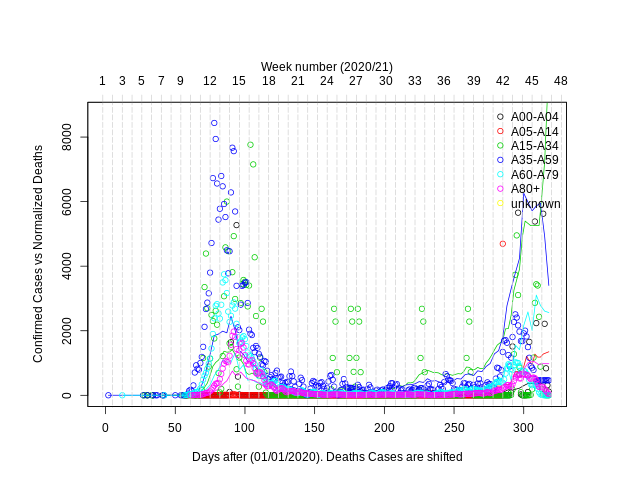 Week number (2020/21)
1 3 5 7 9 12 15 18 21 24 27 30 33 36 39 42 45 48
Confirmed Cases vs Normalized Deaths
8000
6000
4000
2000
0
A00-A04
A05-A14
A15-A34
A35-A59
A60-A79
A80+
unknown
0 50 100 150 200 250 300
Days after (01/01/2020). Deaths Cases are shifted